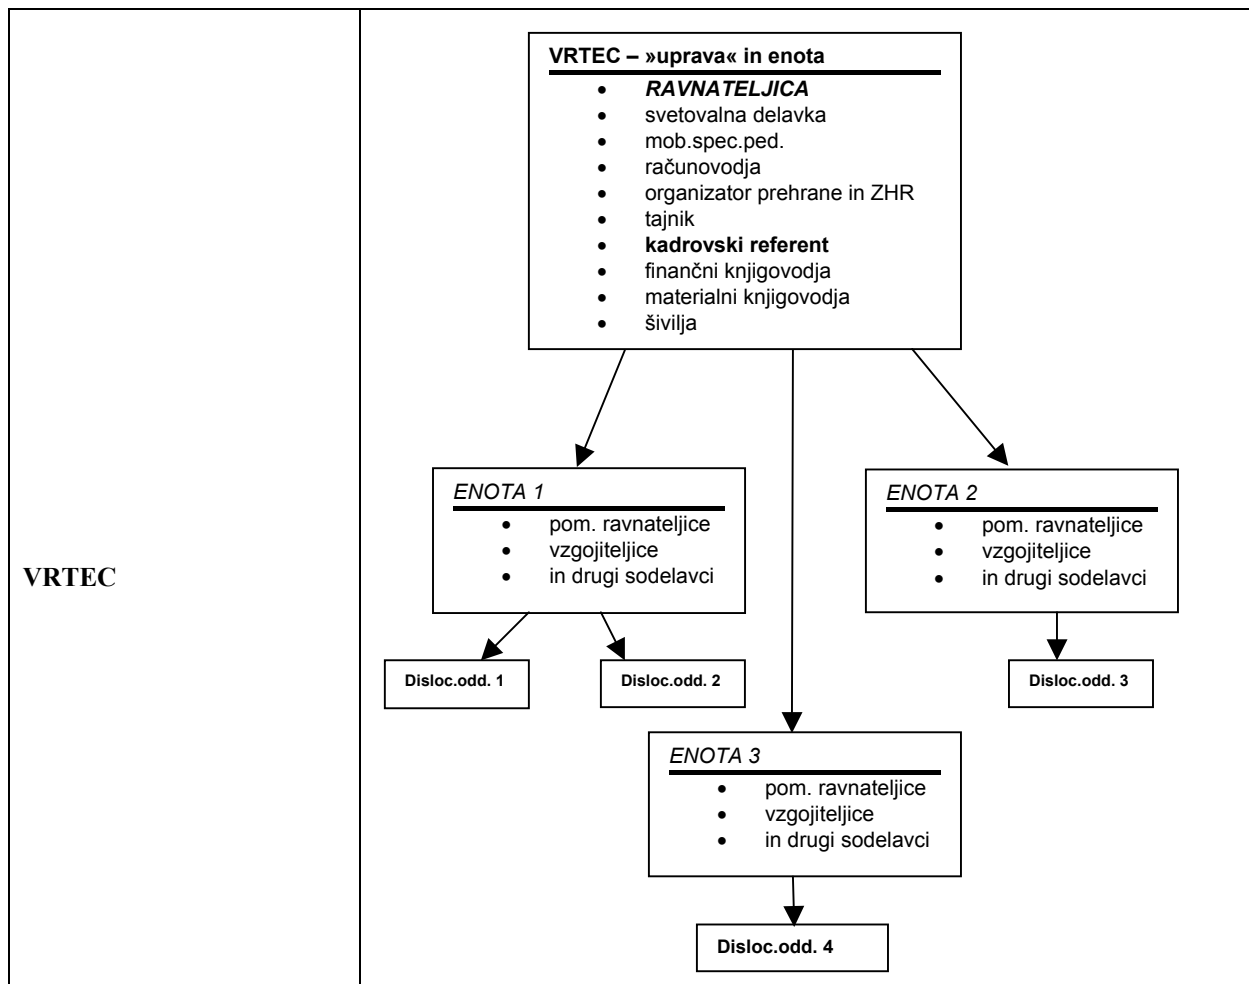 VRTEC
VRTEC – »uprava« in enota
• RAVNATELJICA
• svetovalna delavka
• mob.spec.ped.
• računovodja
• organizator prehrane in ZHR
• tajnik
• kadrovski referent
• finančni knjigovodja
• materialni knjigovodja
• šivilja
ENOTA 1
• pom. ravnateljice
• vzgojiteljice
• in drugi sodelavci
ENOTA 2
• pom. ravnateljice
• vzgojiteljice
• in drugi sodelavci
Disloc.odd. 1
Disloc.odd. 2
Disloc.odd. 3
ENOTA 3
• pom. ravnateljice
• vzgojiteljice
• in drugi sodelavci
Disloc.odd. 4